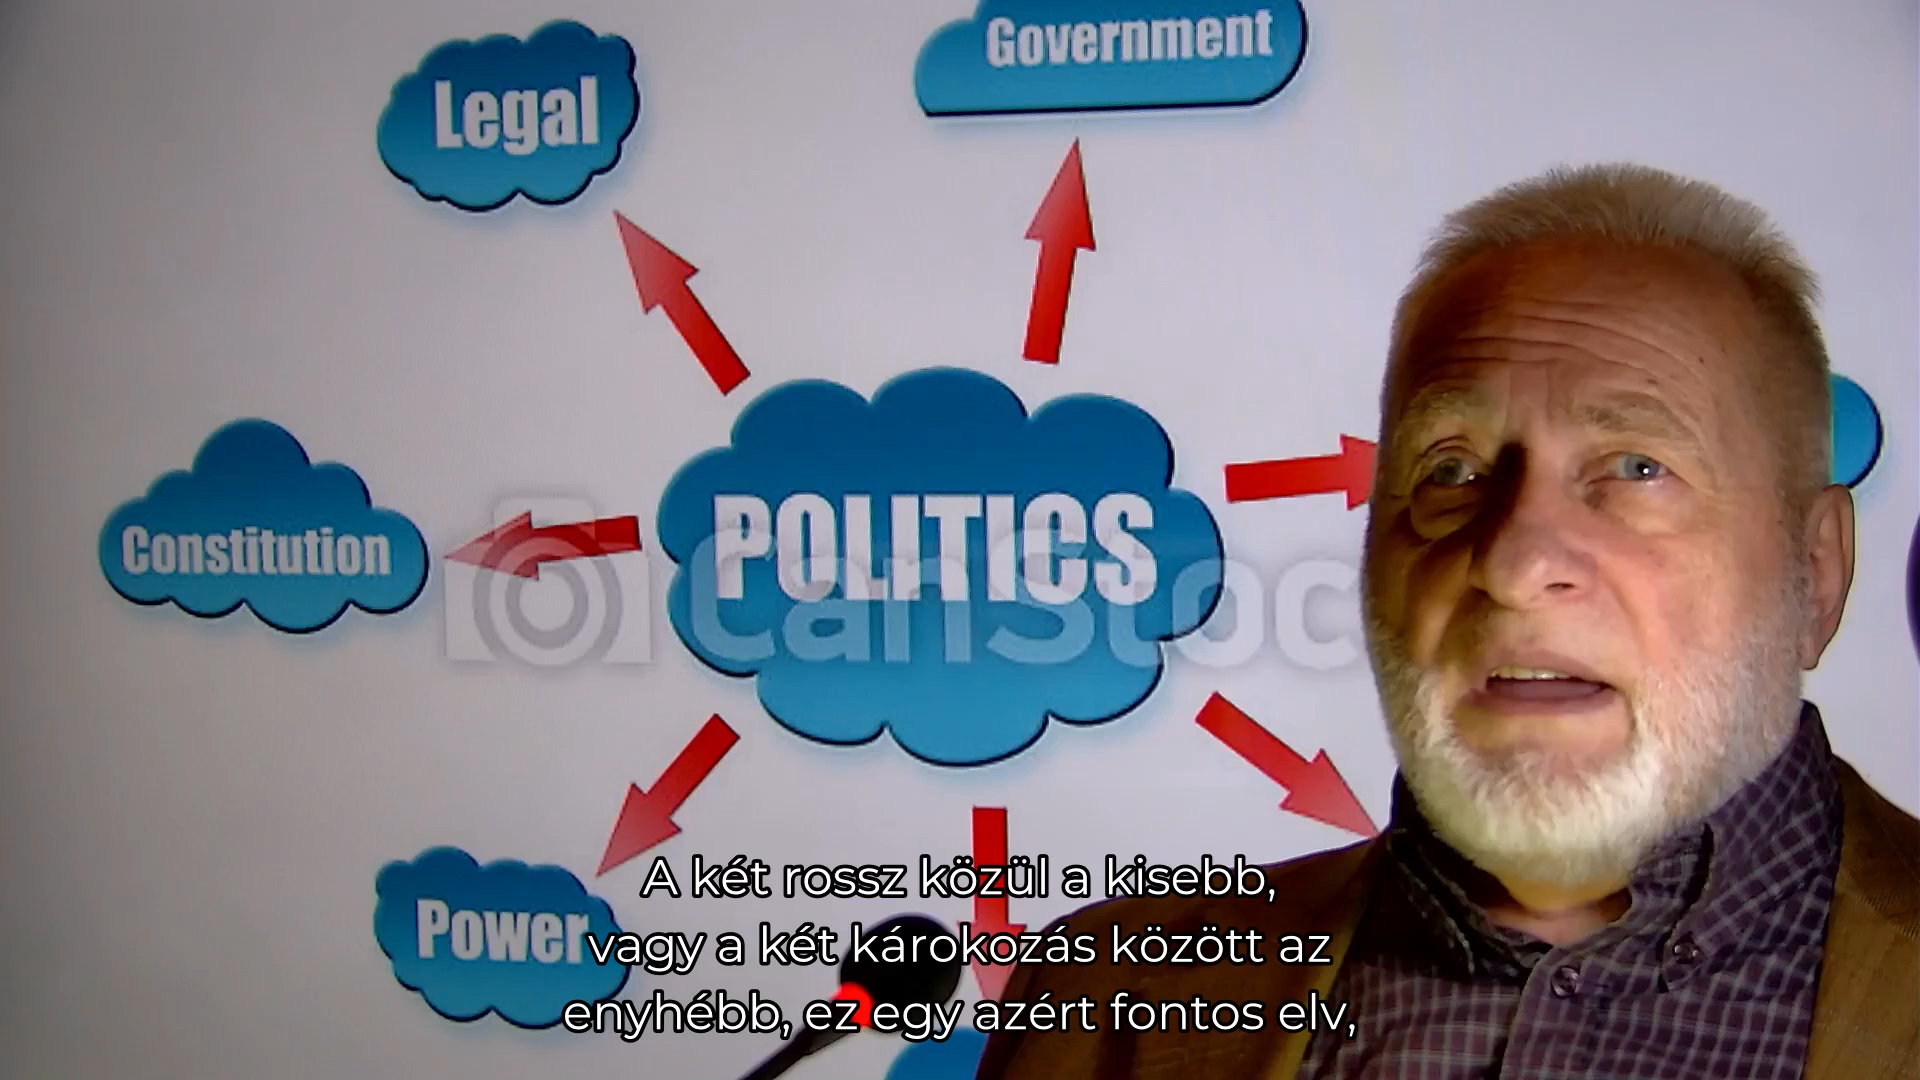 Government
Legal
POLITICS
Constitution
CanStoc
Power
A két rossz közül a kisebb,
vagy a két károkozás között az
enyhébb, ez egy azért fontos elv,